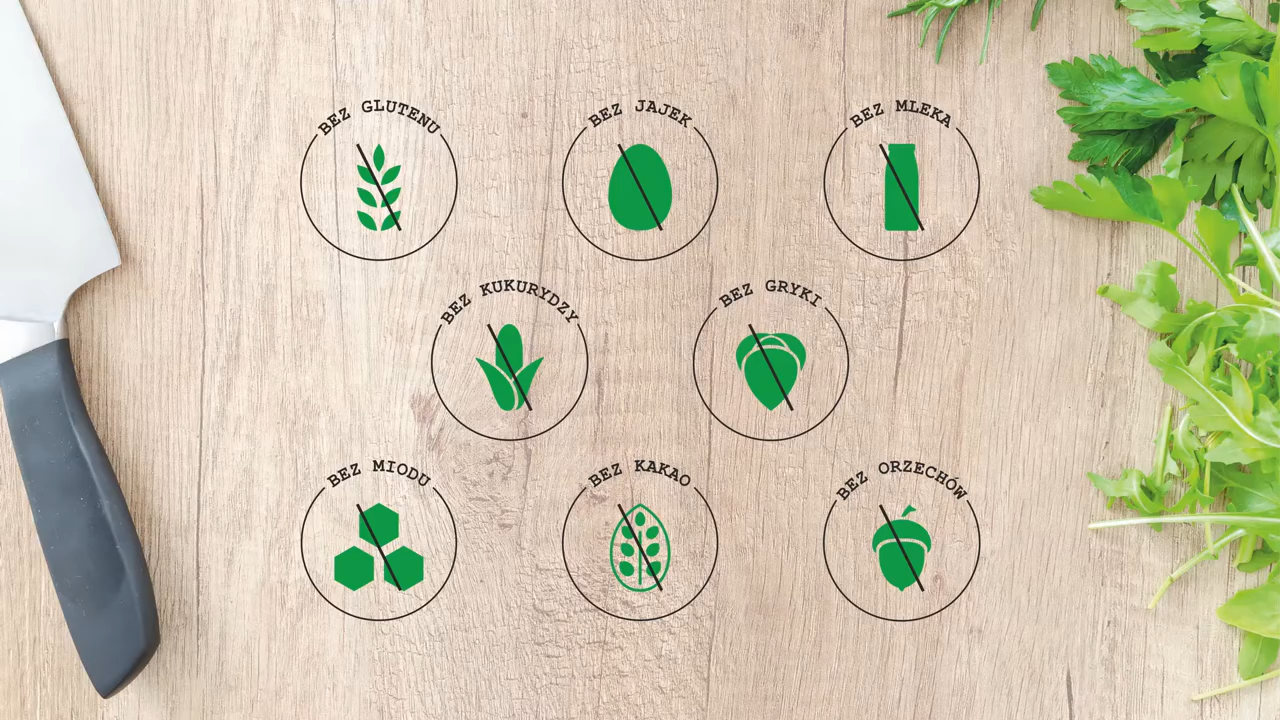 BEZ GLUTENU
BEZ JAJEK
BEZ MLEKA
BEZ KUKURYDZY
BEZ GRYKI
BEZ MIODU
BEZ KAKAO
BEZ ORZECHÓW